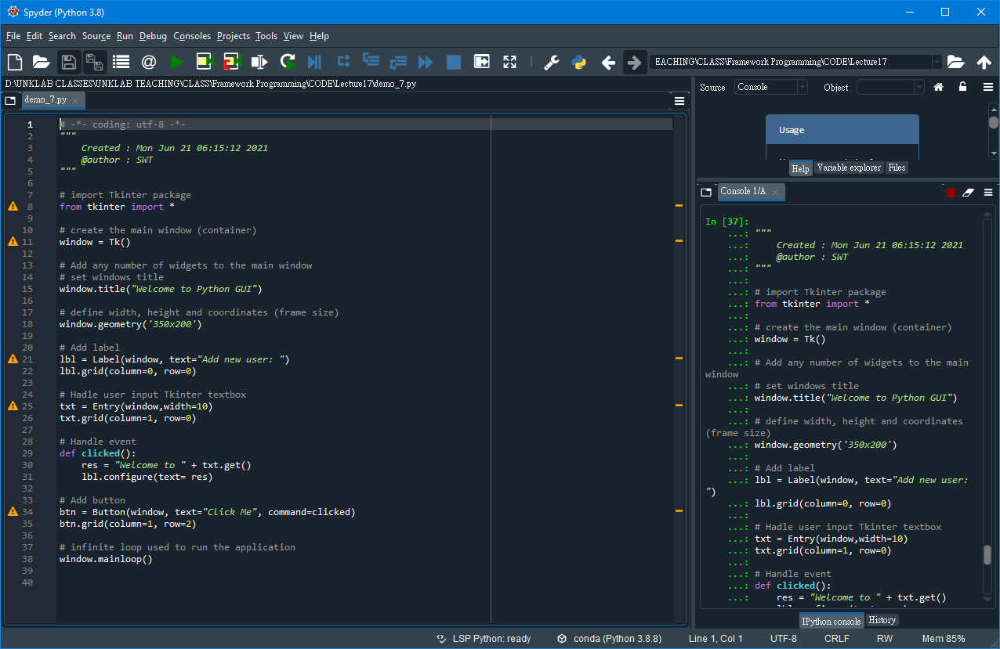 Spyder (Python 3.8)
File Edit Search Source Run Debug Consoles Projects Tools View Help
EACHING\CLASS\Framework Programming\CODE\Lecture17
D:\UNKLAB CLASSES\UNKLAB TEACHING\CLASS\Framework Programming\CODE\Lecture17\demo_7.py
demo_7.py
1 # -*- coding: utf-8 -*-
2 """
3 Created : Mon Jun 21 06:15:12 2021
4 @author : SWT
5 """
6
7 # import Tkinter package
8 from tkinter import *
9
10 # create the main window (container)
11 window = Tk()
12
13 # Add any number of widgets to the main window
14 # set windows title
15 window.title("Welcome to Python GUI")
16
17 # define width, height and coordinates (frame size)
18 window.geometry('350x200')
19
20 # Add label
21 lbl = Label(window, text="Add new user: ")
22 lbl.grid(column=0, row=0)
23
24 # Hadle user input Tkinter textbox
25 txt = Entry(window,width=10)
26 txt.grid(column=1, row=0)
27
28 # Handle event
29 def clicked():
30 res = "Welcome to " + txt.get()
31 lbl.configure(text= res)
32
33 # Add button
34 btn = Button(window, text="Click Me", command=clicked)
35 btn.grid(column=1, row=2)
36
37 # infinite loop used to run the application
38 window.mainloop()
39
40
Source Console Object
Usage
Help Variable explorer Files
Console 1/A
In [37]:
...: """
...: Created : Mon Jun 21 06:15:12 2021
...: @author : SWT
...: """
...:
...: # import Tkinter package
...: from tkinter import *
...:
...: # create the main window (container)
...: window = Tk()
...:
...: # Add any number of widgets to the main
window
...: # set windows title
...: window.title("Welcome to Python GUI")
...:
...: # define width, height and coordinates
(frame size)
...: window.geometry('350x200')
...:
...: # Add label
...: lbl = Label(window, text="Add new user:
")
...: lbl.grid(column=0, row=0)
...:
...: # Hadle user input Tkinter textbox
...: txt = Entry(window,width=10)
...: txt.grid(column=1, row=0)
...:
...: # Handle event
...: def clicked():
...: res = "Welcome to " + txt.get()
IPython console History
LSP Python: ready conda (Python 3.8.8) Line 1, Col 1 UTF-8 CRLF RW Mem 85%